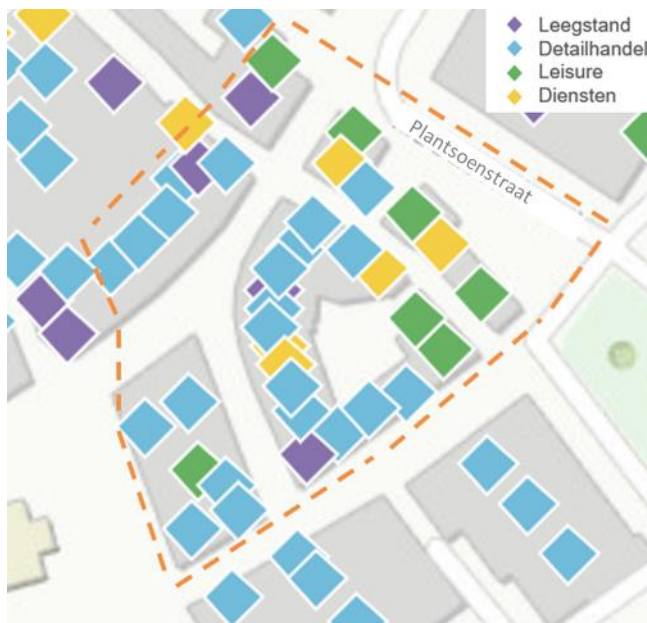 Leegstand
Detailhandel
Leisure
Diensten
Plantsoenstraat